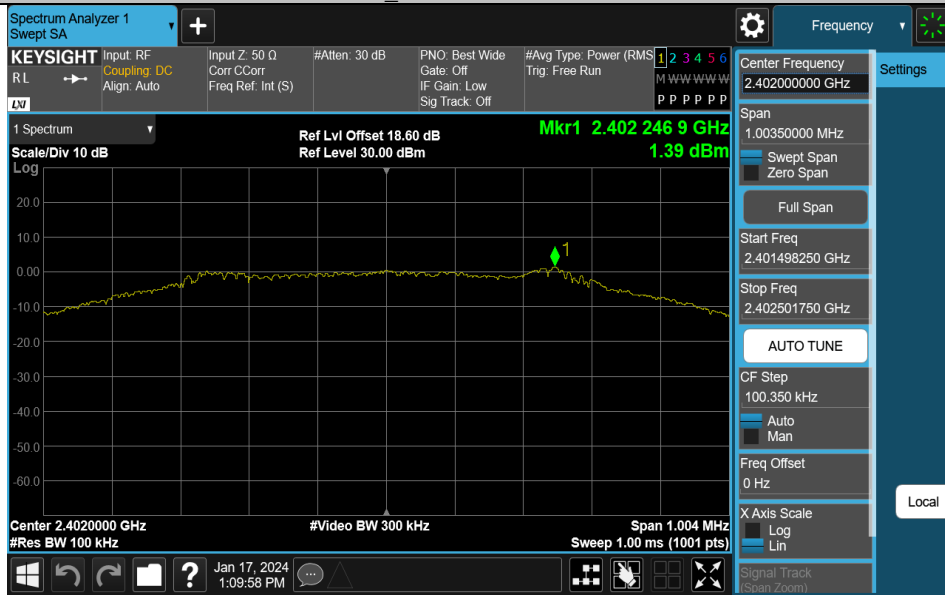 Spectrum Analyzer 1
Swept SA
+
Frequency
KEYSIGHT
RL
LXI
Input: RF
Coupling: DC
Align: Auto
Input Z: 50 Ω
Corr CCorr
Freq Ref: Int (S)
#Atten: 30 dB
PNO: Best Wide
Gate: Off
IF Gain: Low
Sig Track: Off
#Avg Type: Power (RMS
Trig: Free Run
1 2 3 4 5 6
M W W W W W
P P P P P P
1 Spectrum
Scale/Div 10 dB
Log
Ref Lvl Offset 18.60 dB
Ref Level 30.00 dBm
Mkr1 2.402 246 9 GHz
1.39 dBm
20.0
10.0
0.00
-10.0
-20.0
-30.0
-40.0
-50.0
-60.0
1
Center 2.4020000 GHz
#Res BW 100 kHz
#Video BW 300 kHz
Span 1.004 MHz
Sweep 1.00 ms (1001 pts)
Center Frequency
2.402000000 GHz
Span
1.00350000 MHz
Swept Span
Zero Span
Full Span
Start Freq
2.401498250 GHz
Stop Freq
2.402501750 GHz
AUTO TUNE
CF Step
100.350 kHz
Auto
Man
Freq Offset
0 Hz
X Axis Scale
Log
Lin
Signal Track
(Span Zoom)
Settings
Local
?
Jan 17, 2024
1:09:58 PM